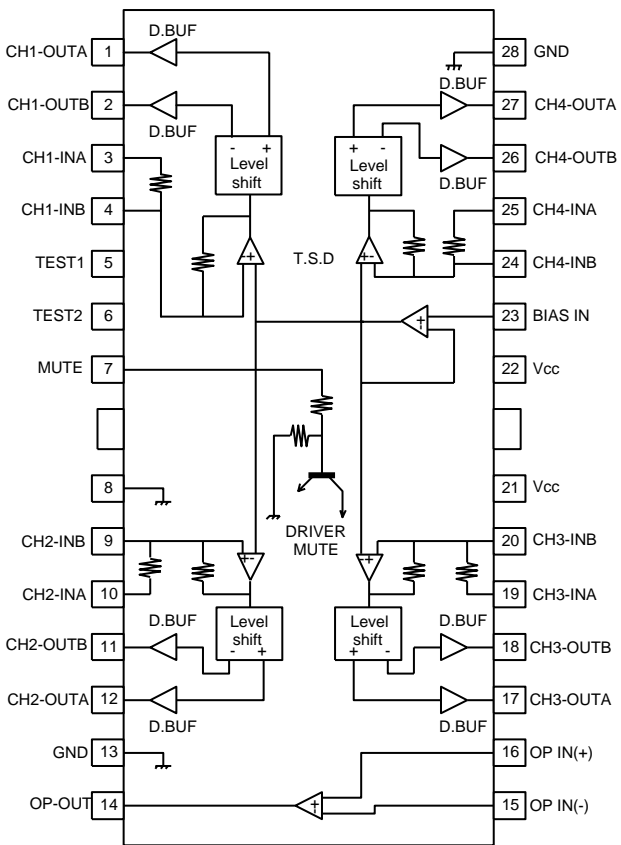 CH1-OUTA 1 D.BUF 28 GND
CH1-OUTB 2 D.BUF D.BUF 27 CH4-OUTA
CH1-INA 3 - + + - 26 CH4-OUTB
Level shift Level shift D.BUF
CH1-INB 4 25 CH4-INA
TEST1 5 -+ T.S.D +- 24 CH4-INB
TEST2 6 +- 23 BIAS IN
MUTE 7 22 Vcc
8 21 Vcc
DRIVER
MUTE
CH2-INB 9 +- -+ 20 CH3-INB
CH2-INA 10 19 CH3-INA
D.BUF Level shift Level shift D.BUF
CH2-OUTB 11 - + + - 18 CH3-OUTB
CH2-OUTA 12 17 CH3-OUTA
D.BUF D.BUF
GND 13 16 OP IN(+)
OP-OUT 14 +- 15 OP IN(-)